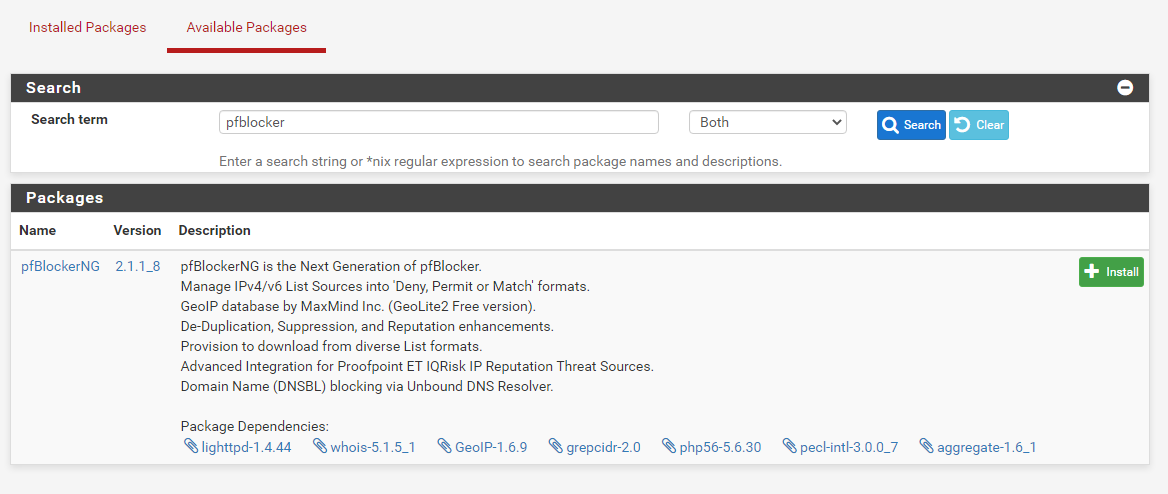 Installed Packages Available Packages
Search
Search term pfblocker Both Search Clear
Enter a search string or *nix regular expression to search package names and descriptions.
Packages
Name Version Description
pfBlockerNG 2.1.1_8 pfBlockerNG is the Next Generation of pfBlocker. Install
Manage IPv4/v6 List Sources into 'Deny, Permit or Match' formats.
GeoIP database by MaxMind Inc. (GeoLite2 Free version).
De-Duplication, Suppression, and Reputation enhancements.
Provision to download from diverse List formats.
Advanced Integration for Proofpoint ET IQRisk IP Reputation Threat Sources.
Domain Name (DNSBL) blocking via Unbound DNS Resolver.
Package Dependencies:
lighttpd-1.4.44 whois-5.1.5_1 GeoIP-1.6.9 grepcidr-2.0 php56-5.6.30 pecl-intl-3.0.0_7 aggregate-1.6_1